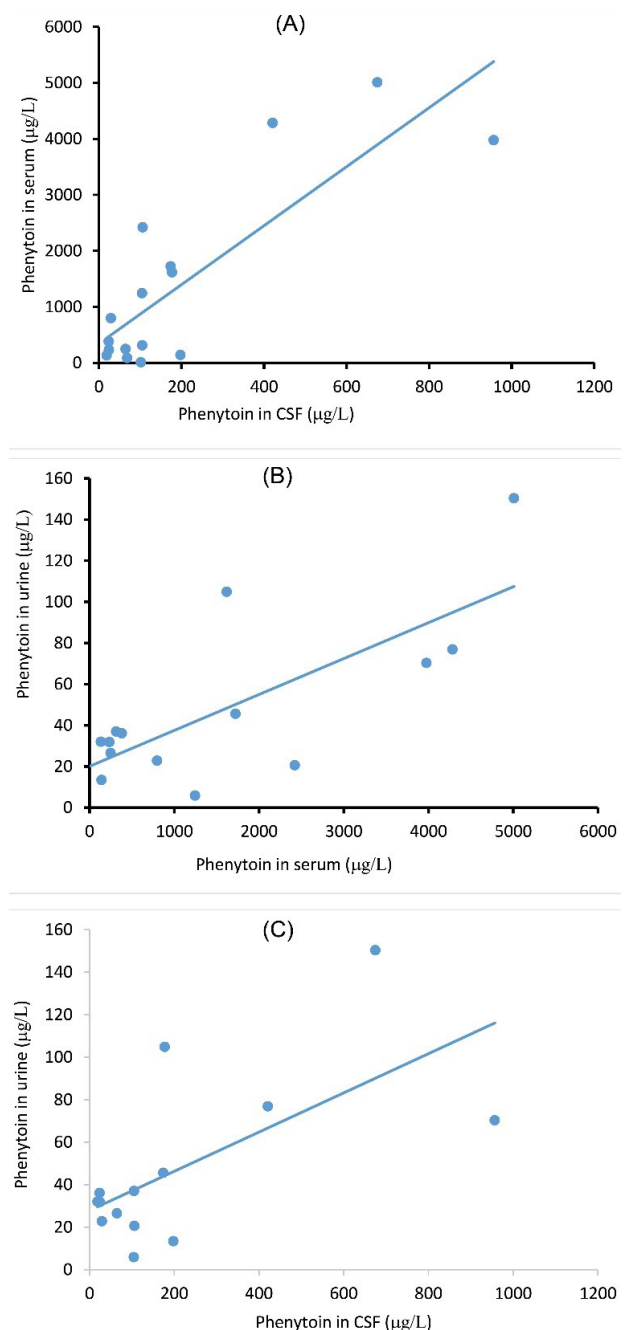 (A)
Phenytoin in serum (µg/L)
6000
5000
4000
3000
2000
1000
0
0 200 400 600 800 1000 1200
Phenytoin in CSF (µg/L)
(B)
Phenytoin in urine (µg/L)
160
140
120
100
80
60
40
20
0
0 1000 2000 3000 4000 5000 6000
Phenytoin in serum (µg/L)
(C)
Phenytoin in urine (µg/L)
160
140
120
100
80
60
40
20
0
0 200 400 600 800 1000 1200
Phenytoin in CSF (µg/L)